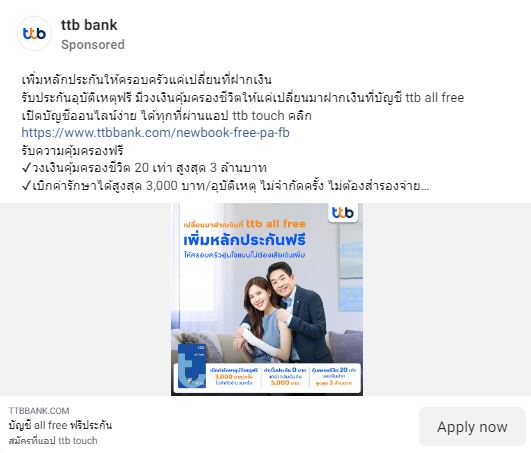 ttb bank
Sponsored
เพิ่มหลักประกันให้ครอบครัวแค่เปลี่ยนที่ฝากเงิน
รับประกันอุบัติเหตุฟรี มีวงเงินคุ้มครองชีวิตให้แค่เปลี่ยนมาฝากเงินที่บัญชี ttb all free
เปิดบัญชีออนไลน์ง่าย ได้ทุกที่ผ่านแอป ttb touch คลิก
https://www.ttbbank.com/newbook-free-pa-fb
รับความคุ้มครองฟรี
✓วงเงินคุ้มครองชีวิต 20 เท่า สูงสุด 3 ล้านบาท
✓เบิกค่ารักษาได้สูงสุด 3,000 บาท/อุบัติเหตุ ไม่จำกัดครั้ง ไม่ต้องสำรองจ่าย...
ttb
เปลี่ยนมาฝากเงินที่ ttb all free
เพิ่มหลักประกันฟรี
ให้ครอบครัวอุ่นใจแบบไม่ต้องเสียเงินเพิ่ม
3,000 บาท/ครั้ง
5,000 บาท
คุ้มครองชีวิต 20 เท่า
สูงสุด 3 ล้านบาท
TTBBANK.COM
บัญชี all free ฟรีประกัน
สมัครที่แอป ttb touch
Apply now